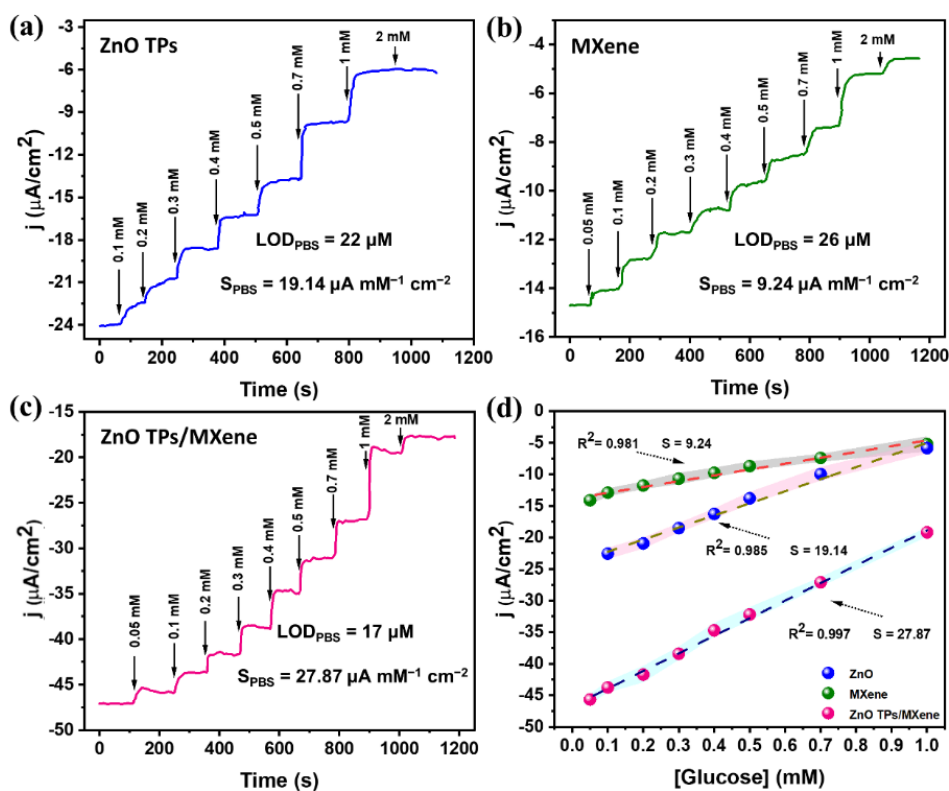 (a)
ZnO TPs
-3
-6
-9
-12
-15
-18
-21
-24
0 200 400 600 800 1000 1200
j (µA/cm²)
Time (s)
0.1 mM
0.2 mM
0.3 mM
0.4 mM
0.5 mM
0.7 mM
1 mM
2 mM
LOD_PBS = 22 µM
S_PBS = 19.14 µA mM⁻¹ cm⁻²
(b)
MXene
-4
-6
-8
-10
-12
-14
-16
0 200 400 600 800 1000 1200
j (µA/cm²)
Time (s)
0.05 mM
0.1 mM
0.2 mM
0.3 mM
0.4 mM
0.5 mM
0.7 mM
1 mM
2 mM
LOD_PBS = 26 µM
S_PBS = 9.24 µA mM⁻¹ cm⁻²
(c)
ZnO TPs/MXene
-15
-20
-25
-30
-35
-40
-45
-50
0 200 400 600 800 1000 1200
j (µA/cm²)
Time (s)
0.05 mM
0.1 mM
0.2 mM
0.3 mM
0.4 mM
0.5 mM
0.7 mM
1 mM
2 mM
LOD_PBS = 17 µM
S_PBS = 27.87 µA mM⁻¹ cm⁻²
(d)
0
-5
-10
-15
-20
-25
-30
-35
-40
-45
-50
0.0 0.1 0.2 0.3 0.4 0.5 0.6 0.7 0.8 0.9 1.0
j (µA/cm²)
[Glucose] (mM)
R²= 0.981 S = 9.24
R²= 0.985 S = 19.14
R²= 0.997 S = 27.87
ZnO
MXene
ZnO TPs/MXene